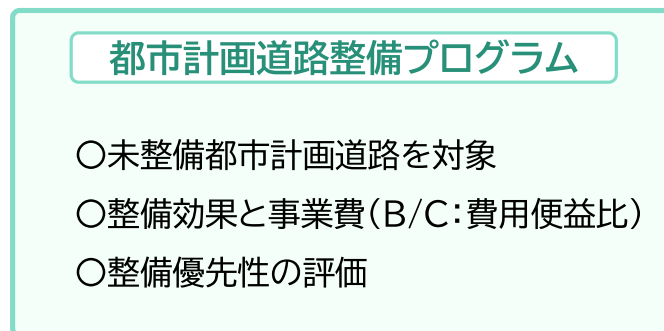 都市計画道路整備プログラム
〇未整備都市計画道路を対象
〇整備効果と事業費（B/C：費用便益比）
〇整備優先性の評価